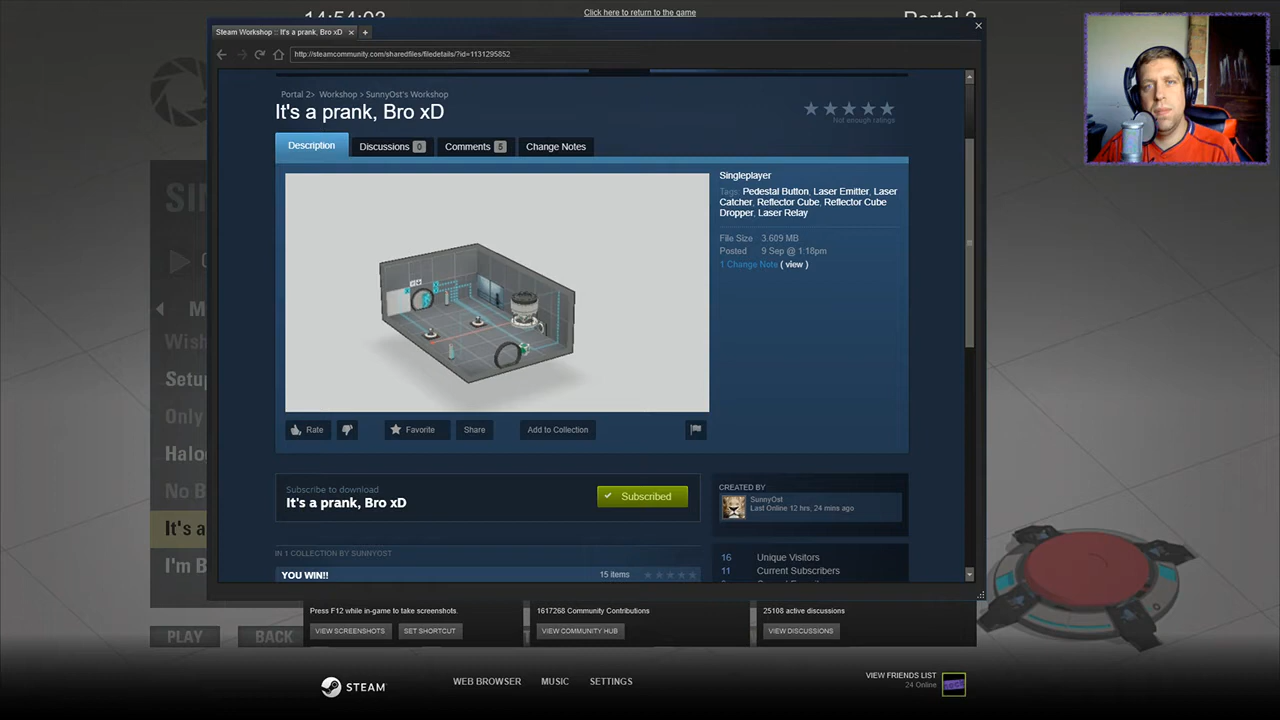 14:54:03
Click here to return to the game
Portal 2
Steam Workshop :: It's a prank, Bro xD
http://steamcommunity.com/sharedfiles/filedetails/?id=1131295852
Portal 2> Workshop > SunnyOst's Workshop
It's a prank, Bro xD
Not enough ratings
Description
Discussions 0
Comments 5
Change Notes
Singleplayer
Tags: Pedestal Button, Laser Emitter, Laser
Catcher, Reflector Cube, Reflector Cube
Dropper, Laser Relay
File Size 3.609 MB
Posted 9 Sep @ 1:18pm
1 Change Note ( view )
Rate
Favorite
Share
Add to Collection
Subscribe to download
It's a prank, Bro xD
Subscribed
CREATED BY
SunnyOst
Last Online 12 hrs, 24 mins ago
IN 1 COLLECTION BY SUNNYOST
YOU WIN!!
15 items
16 Unique Visitors
11 Current Subscribers
SI
M
Wish
Setup
Only
Halo
No B
It's a
I'm B
PLAY
BACK
Press F12 while in-game to take screenshots.
VIEW SCREENSHOTS
SET SHORTCUT
1617268 Community Contributions
VIEW COMMUNITY HUB
25108 active discussions
VIEW DISCUSSIONS
STEAM
WEB BROWSER
MUSIC
SETTINGS
VIEW FRIENDS LIST
24 Online